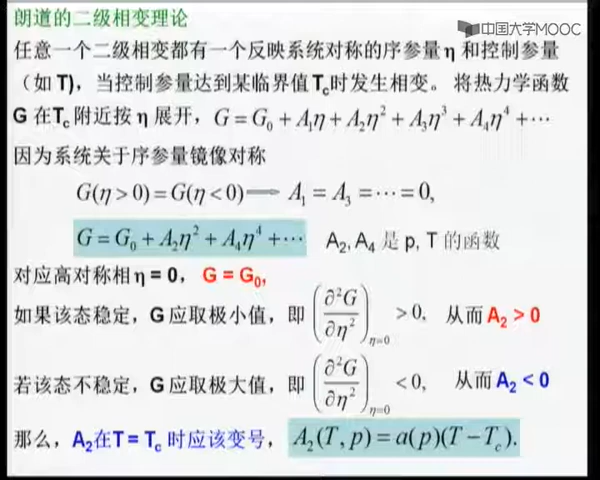 朗道的二级相变理论
中国大学MOOC
任意一个二级相变都有一个反映系统对称的序参量η 和控制参量
（如 T)，当控制参量达到某临界值Tc时发生相变。 将热力学函数
G 在Tc 附近按 η 展开，G = G₀ + A₁η + A₂η² + A₃η³ + A₄η⁴ + ⋯
因为系统关于序参量镜像对称
G(η > 0) = G(η < 0) ⟹ A₁ = A₃ = ⋯ = 0,
G = G₀ + A₂η² + A₄η⁴ + ⋯ A₂, A₄ 是 p, T 的函数
对应高对称相 η = 0， G = G₀,
如果该态稳定，G 应取极小值，即 (∂²G/∂η²)η=0 > 0, 从而 A₂ > 0
若该态不稳定，G 应取极大值，即 (∂²G/∂η²)η=0 < 0, 从而 A₂ < 0
那么，A₂在T = Tc 时应该变号， A₂(T, p) = a(p)(T − Tc).